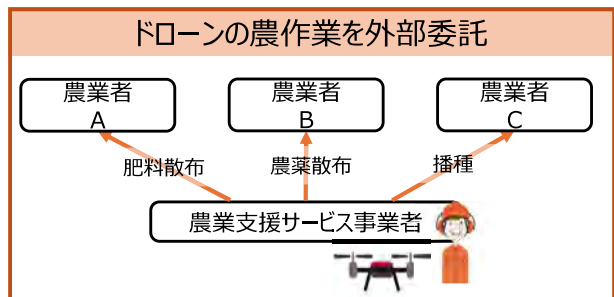 ドローンの農作業を外部委託
農業者
A
農業者
B
農業者
C
肥料散布
農薬散布
播種
農業支援サービス事業者